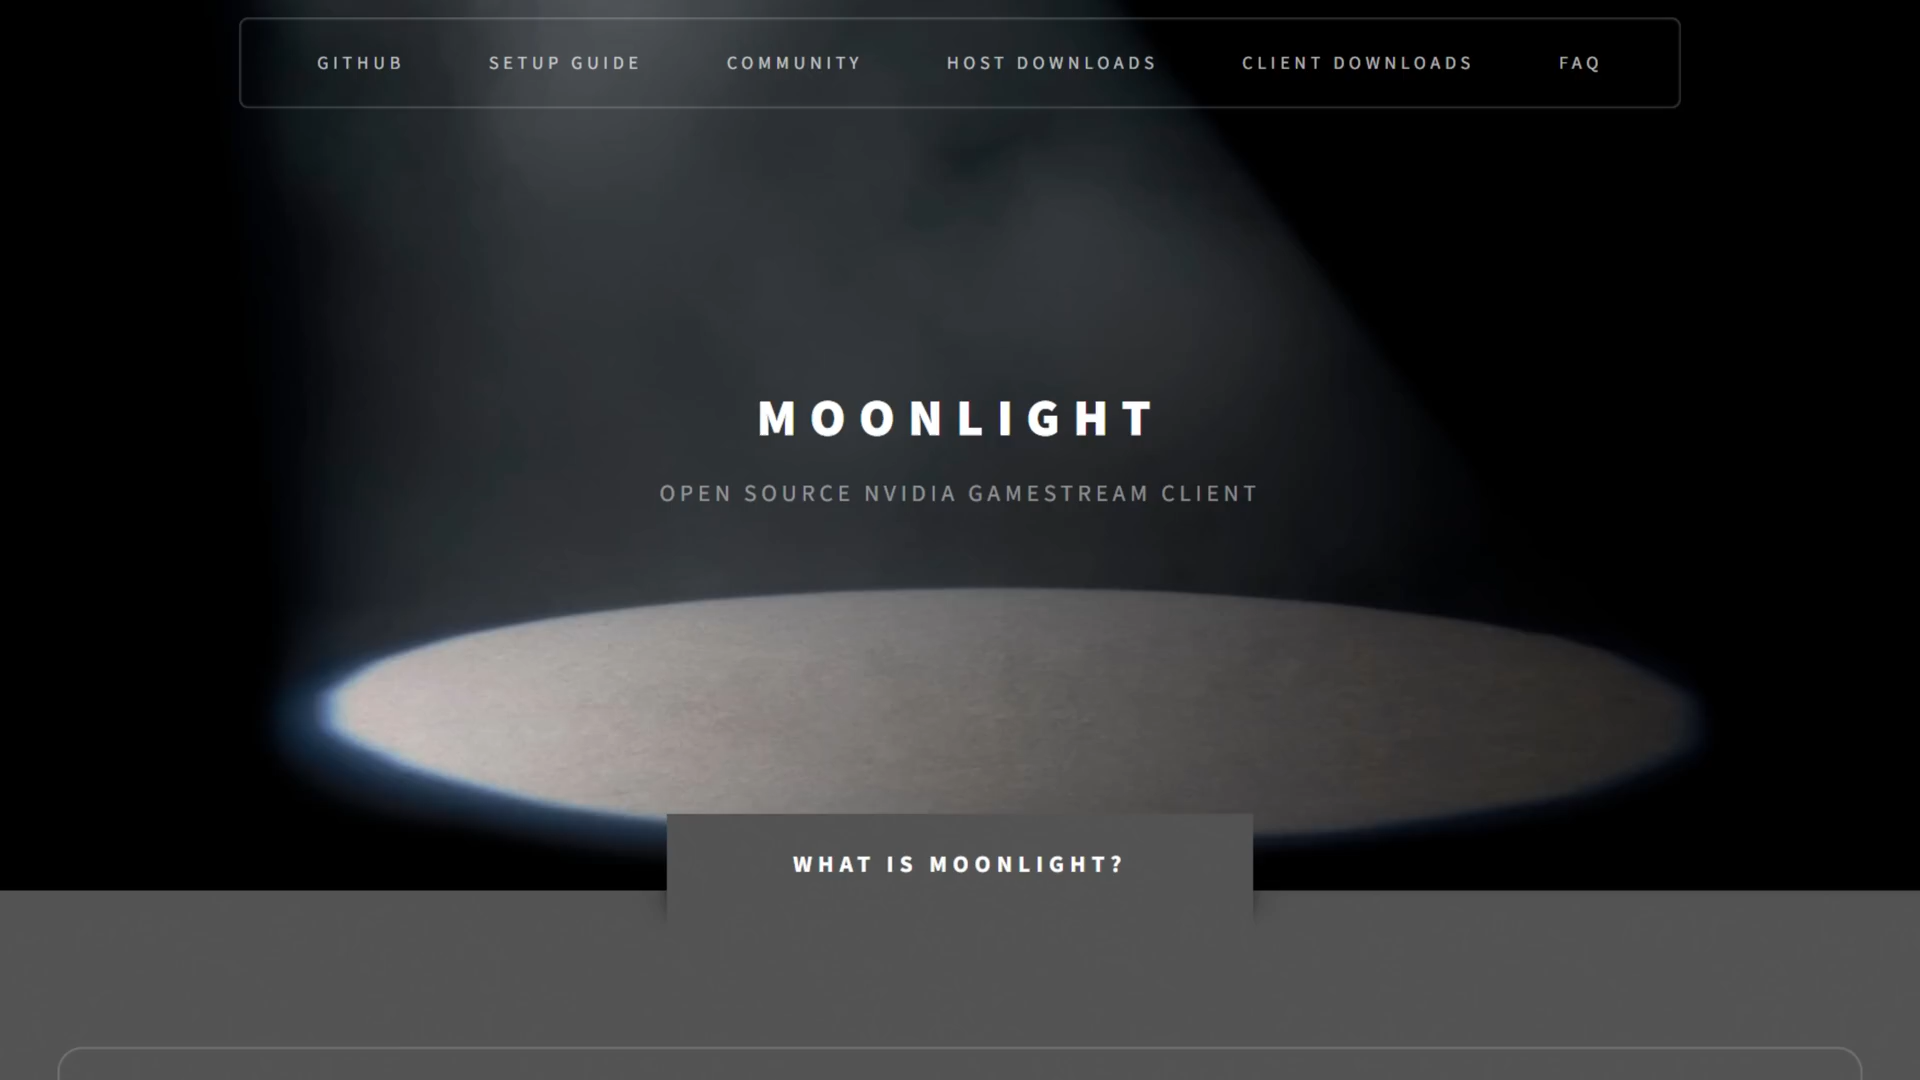 GITHUB SETUP GUIDE COMMUNITY HOST DOWNLOADS CLIENT DOWNLOADS FAQ
MOONLIGHT
OPEN SOURCE NVIDIA GAMESTREAM CLIENT
WHAT IS MOONLIGHT?